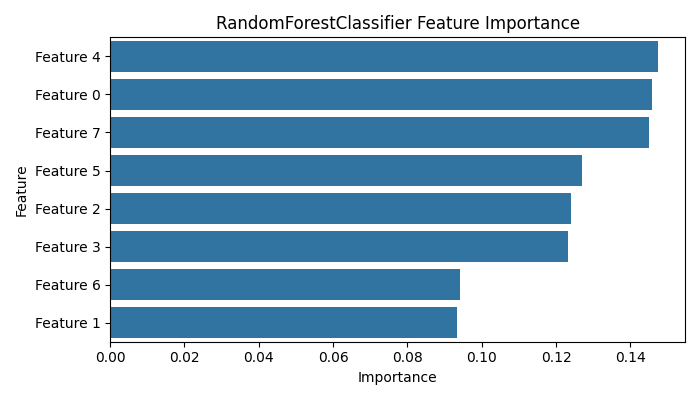 RandomForestClassifier Feature Importance
Feature 4
Feature 0
Feature 7
Feature 5
Feature 2
Feature 3
Feature 6
Feature 1
Feature
0.00 0.02 0.04 0.06 0.08 0.10 0.12 0.14
Importance